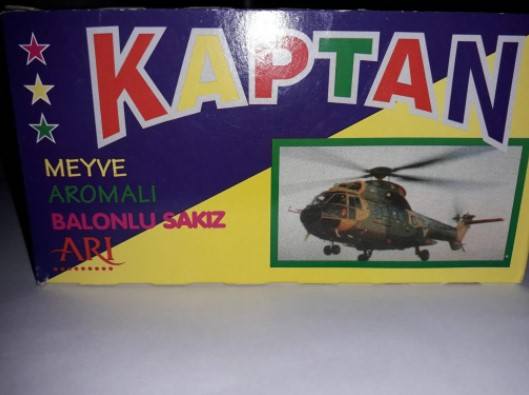 KAPTAN
MEYVE
AROMALI
BALONLU SAKIZ
ARI